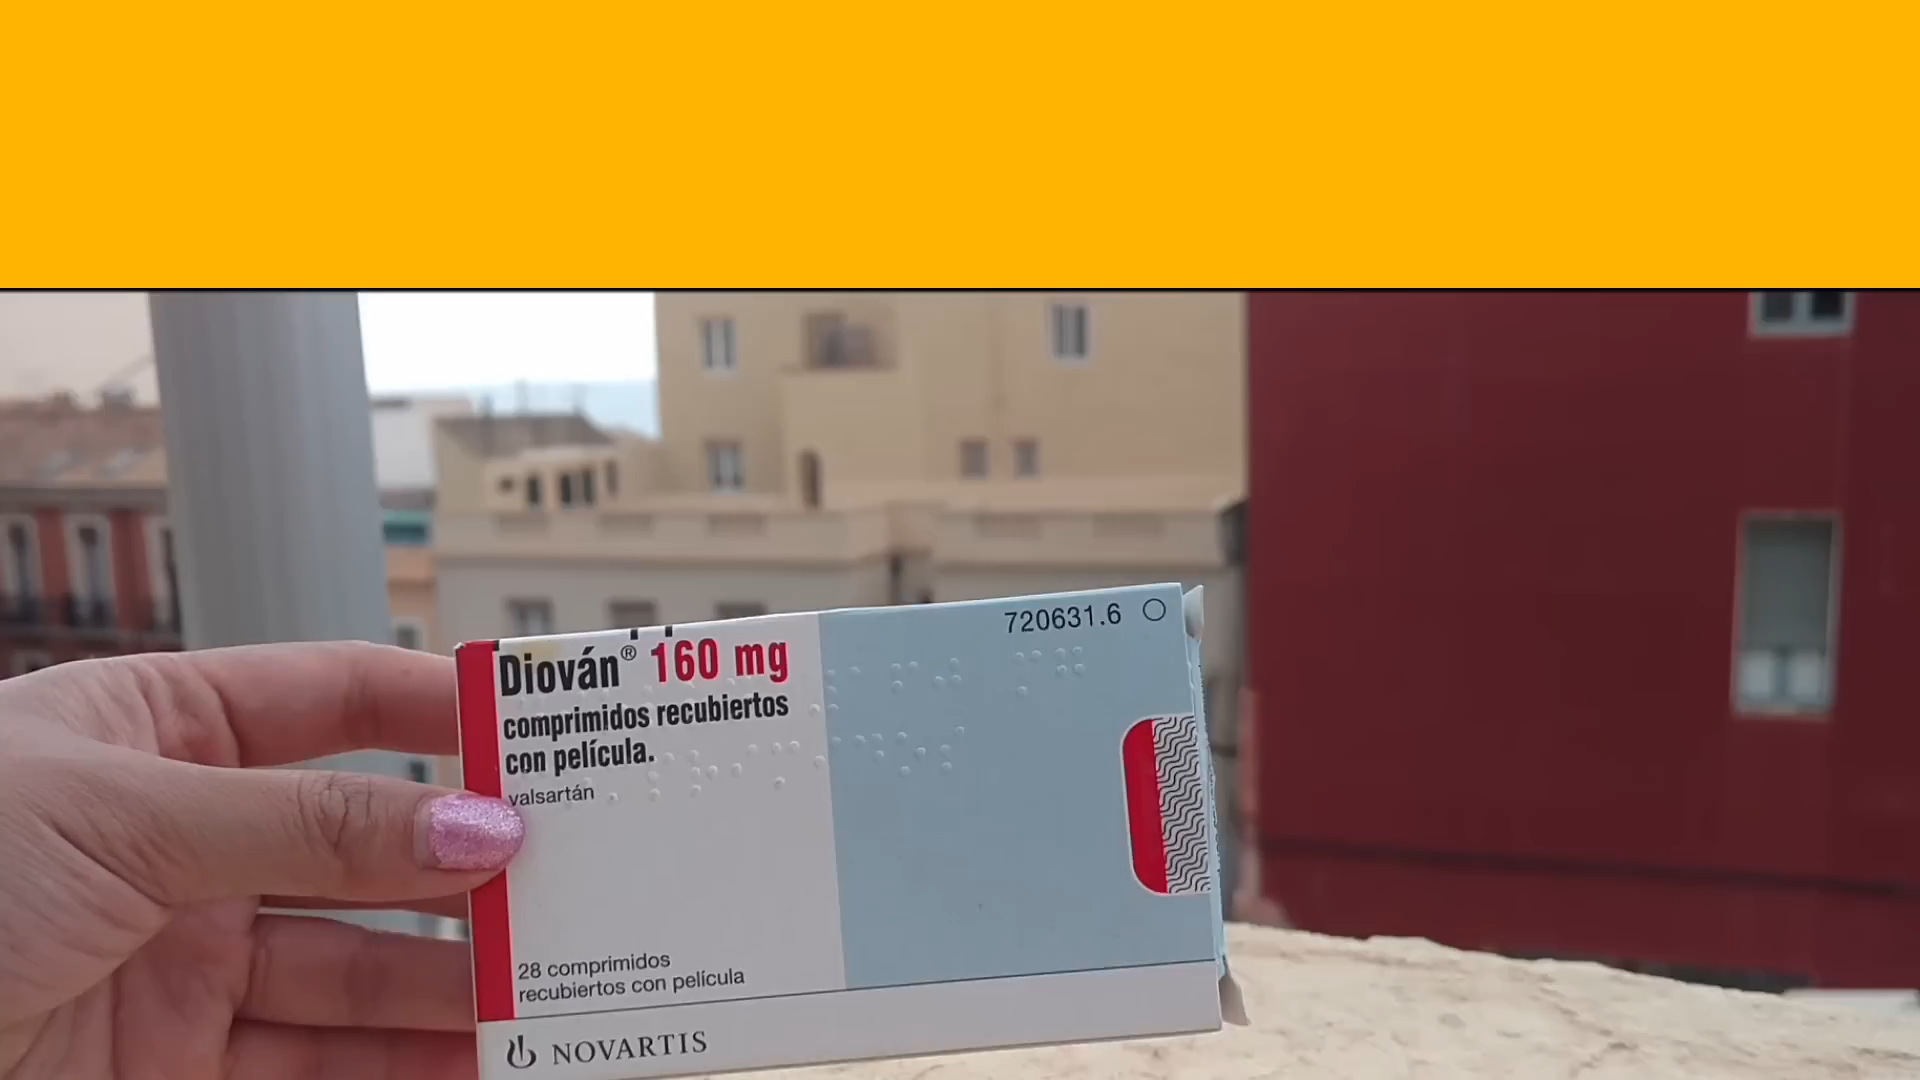 720631.6
Diován® 160 mg
comprimidos recubiertos
con película.
valsartán
28 comprimidos
recubiertos con película
NOVARTIS